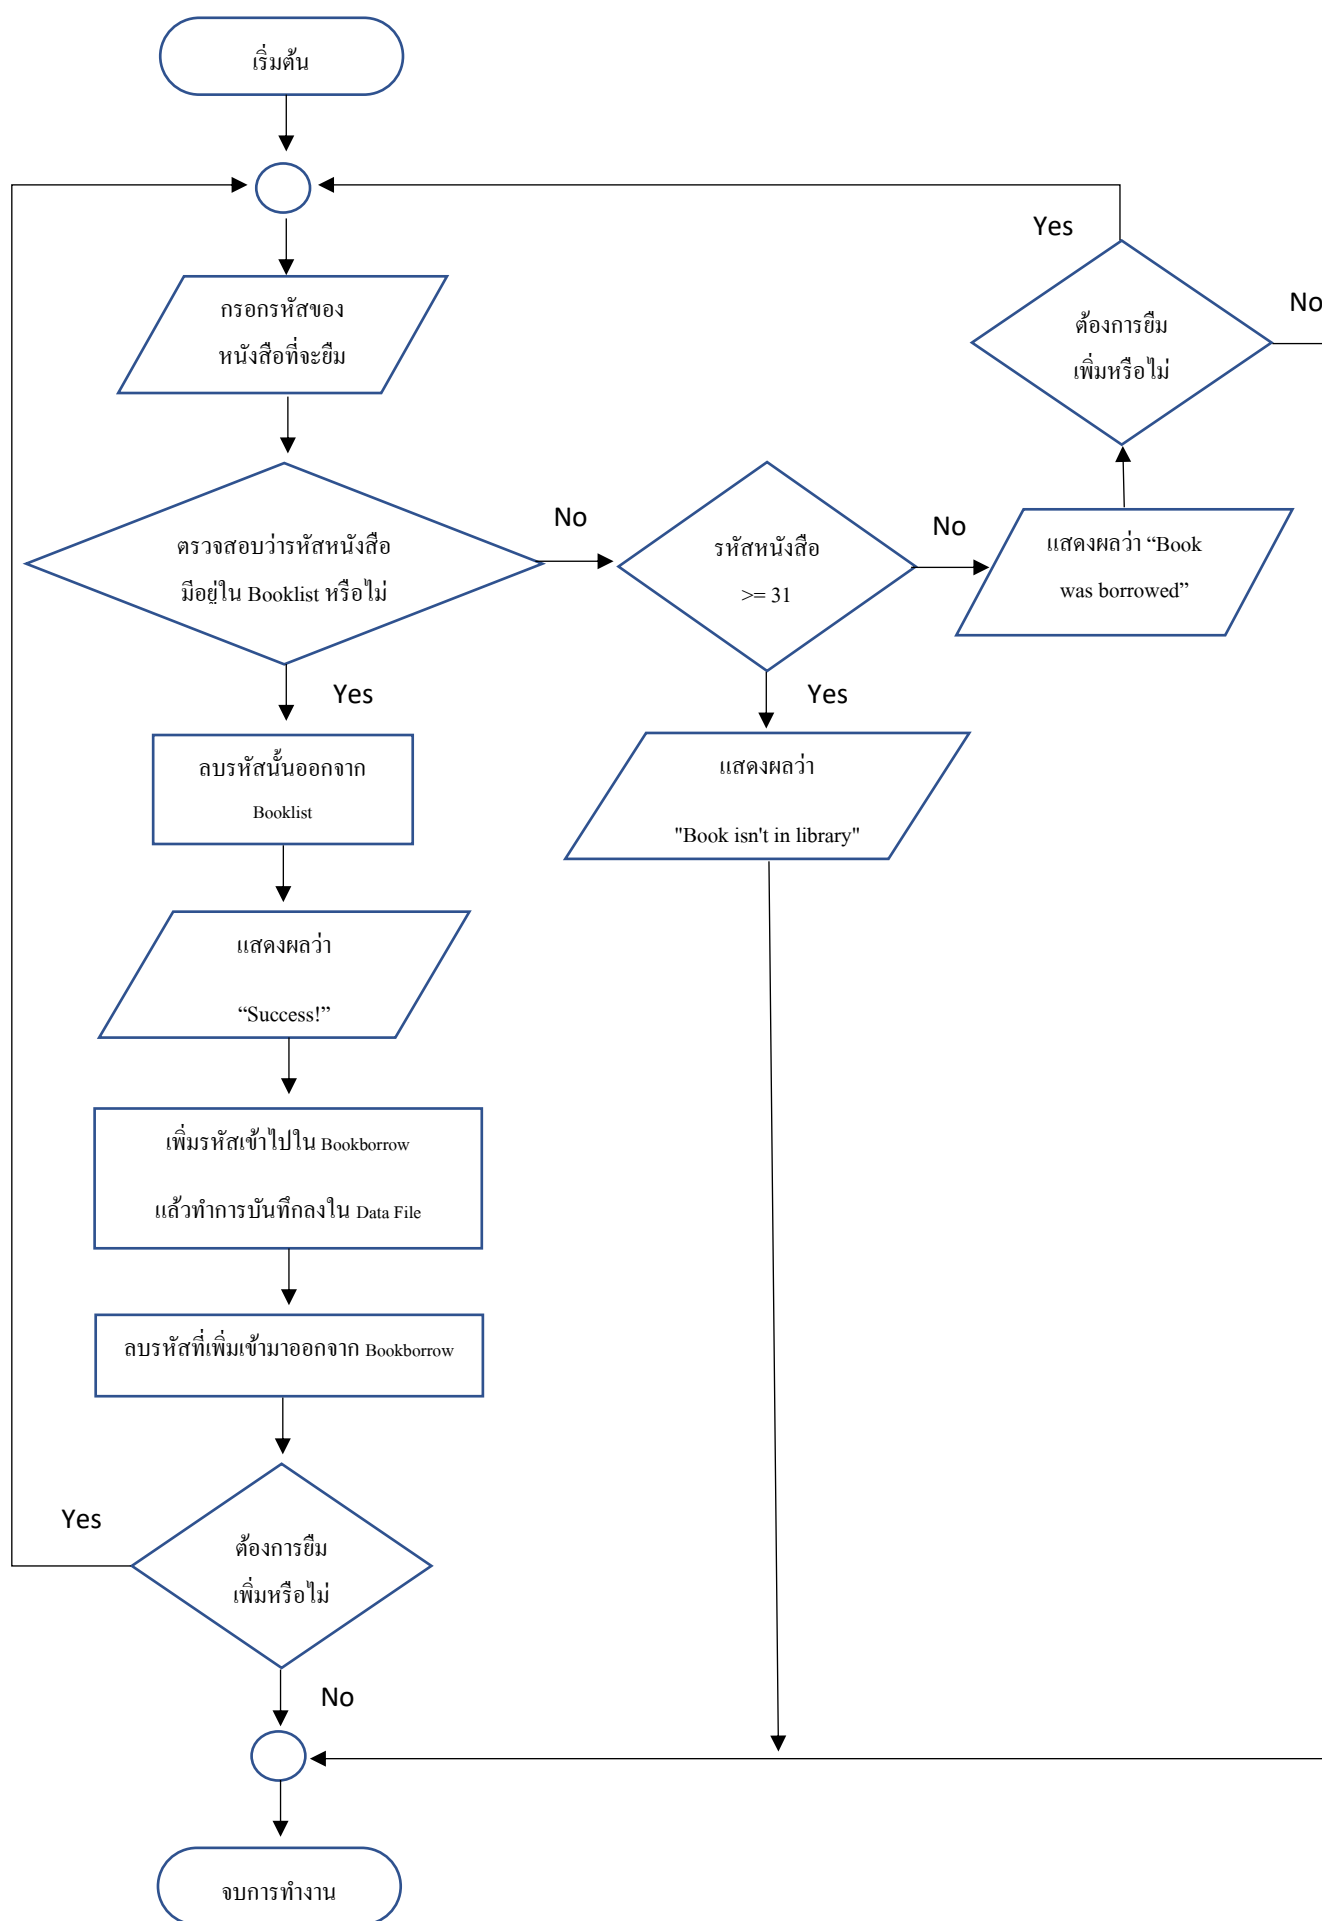 เริ่มต้น
Yes
No
กรอกรหัสของ
หนังสือที่จะยืม
ต้องการยืม
เพิ่มหรือไม่
No
No
ตรวจสอบว่ารหัสหนังสือ
มีอยู่ใน Booklist หรือไม่
รหัสหนังสือ
>= 31
แสดงผลว่า “Book
was borrowed”
Yes
Yes
ลบรหัสนั้นออกจาก
Booklist
แสดงผลว่า
"Book isn't in library"
แสดงผลว่า
“Success!”
เพิ่มรหัสเข้าไปใน Bookborrow
แล้วทำการบันทึกลงใน Data File
ลบรหัสที่เพิ่มเข้ามาออกจาก Bookborrow
Yes
ต้องการยืม
เพิ่มหรือไม่
No
จบการทำงาน